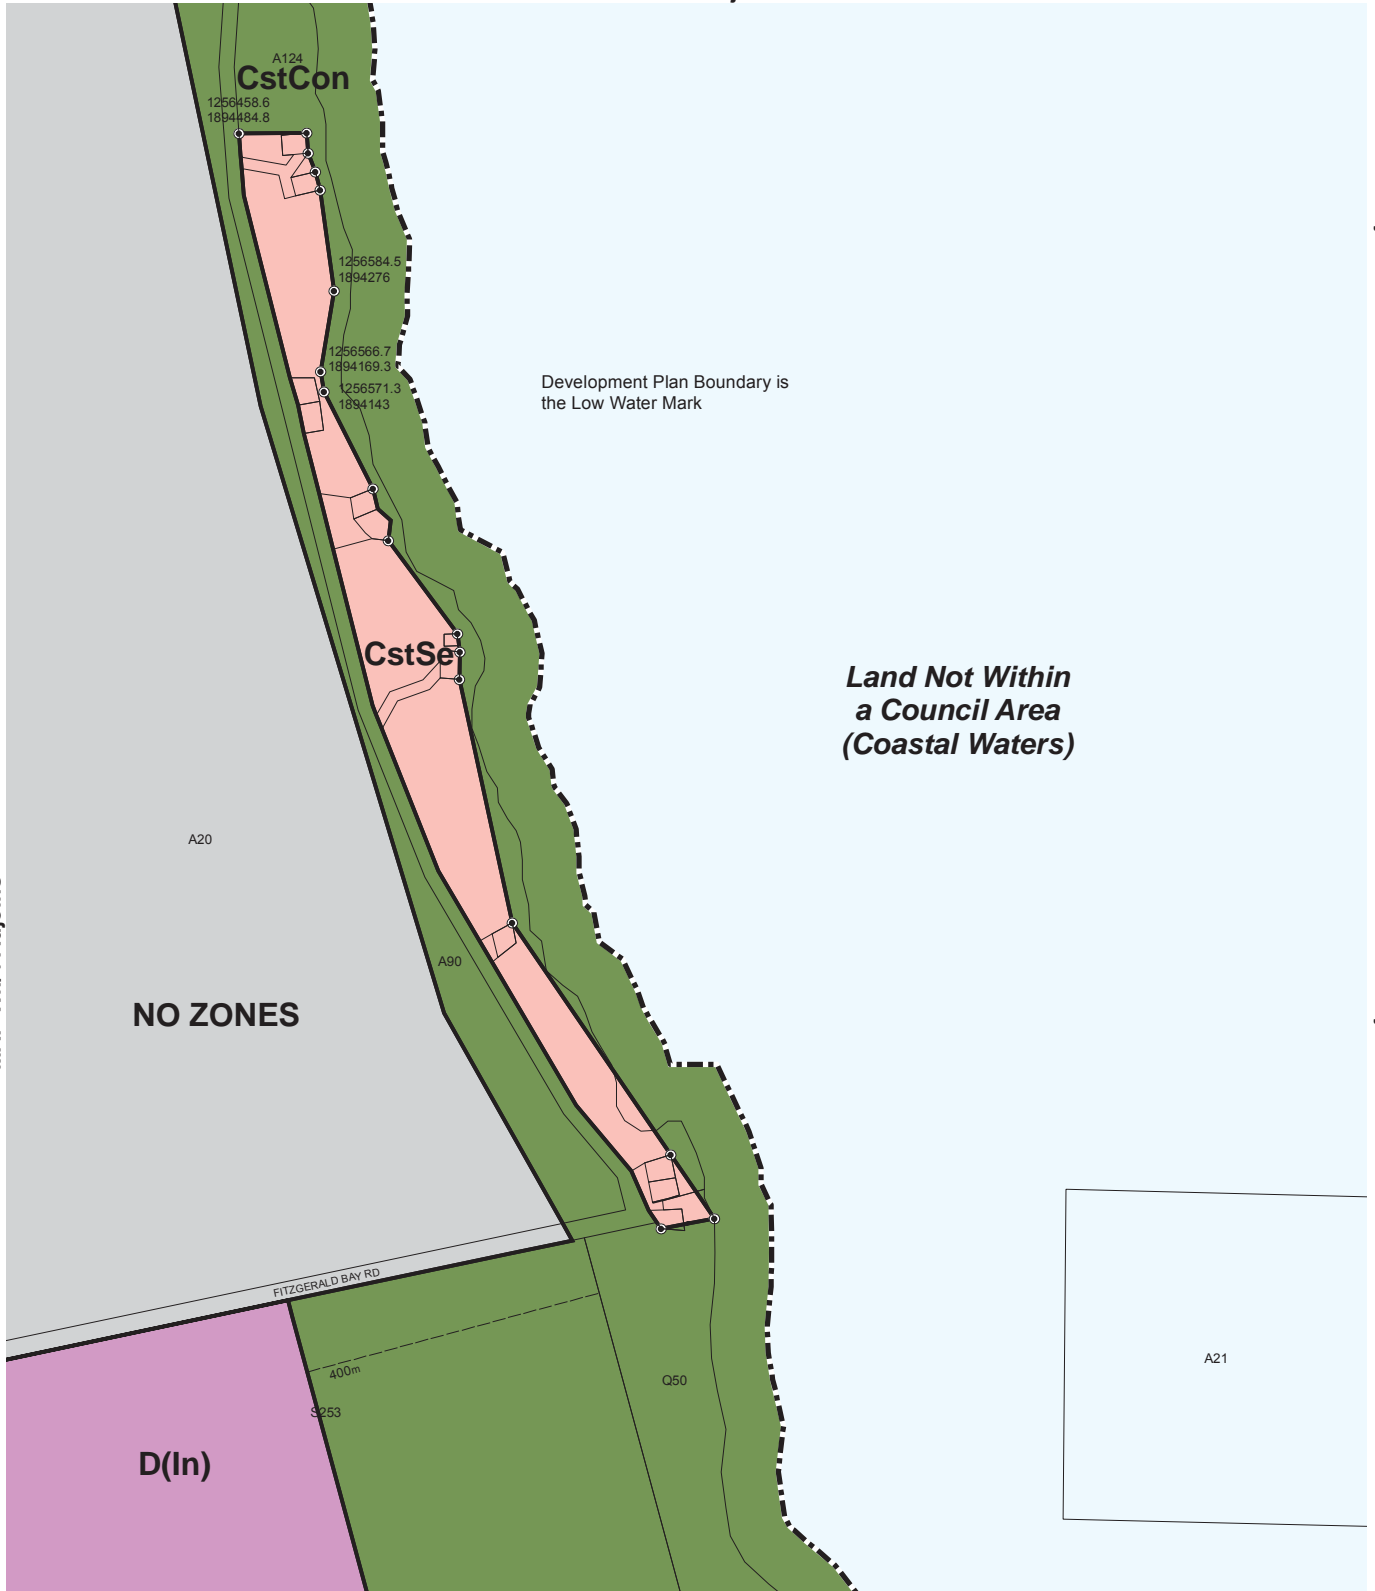 A124
CstCon
1256458.6
1894484.8
1256584.5
1894276
1256566.7
1894169.3
1256571.3
1894143
Development Plan Boundary is
the Low Water Mark
CstSe
Land Not Within
a Council Area
(Coastal Waters)
A20
A90
NO ZONES
FITZGERALD BAY RD
400m
Q50
A21
S253
D(In)